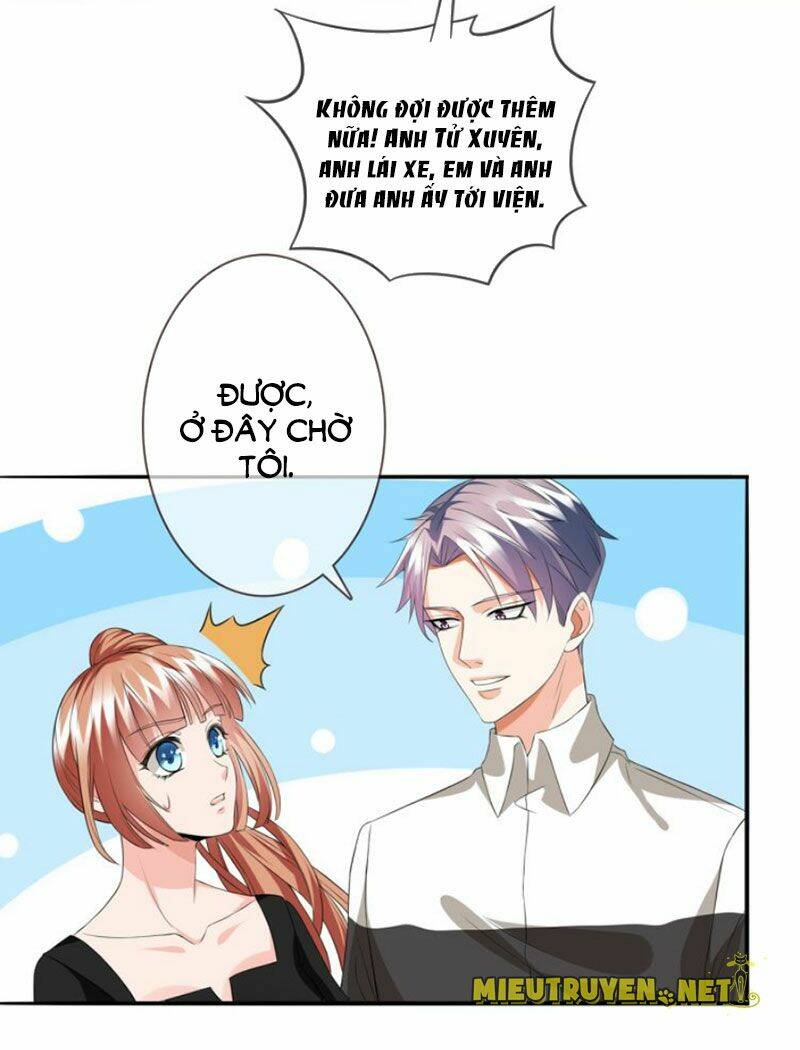 KHÔNG ĐỢI ĐƯỢC THÊM
NỮA! ANH TỬ XUYÊN,
ANH LÁI XE, EM VÀ ANH
ĐƯA ANH ẤY TỚI VIỆN.
ĐƯỢC,
Ở ĐÂY CHỜ
TÔI.
MIEUTRUYEN.NET